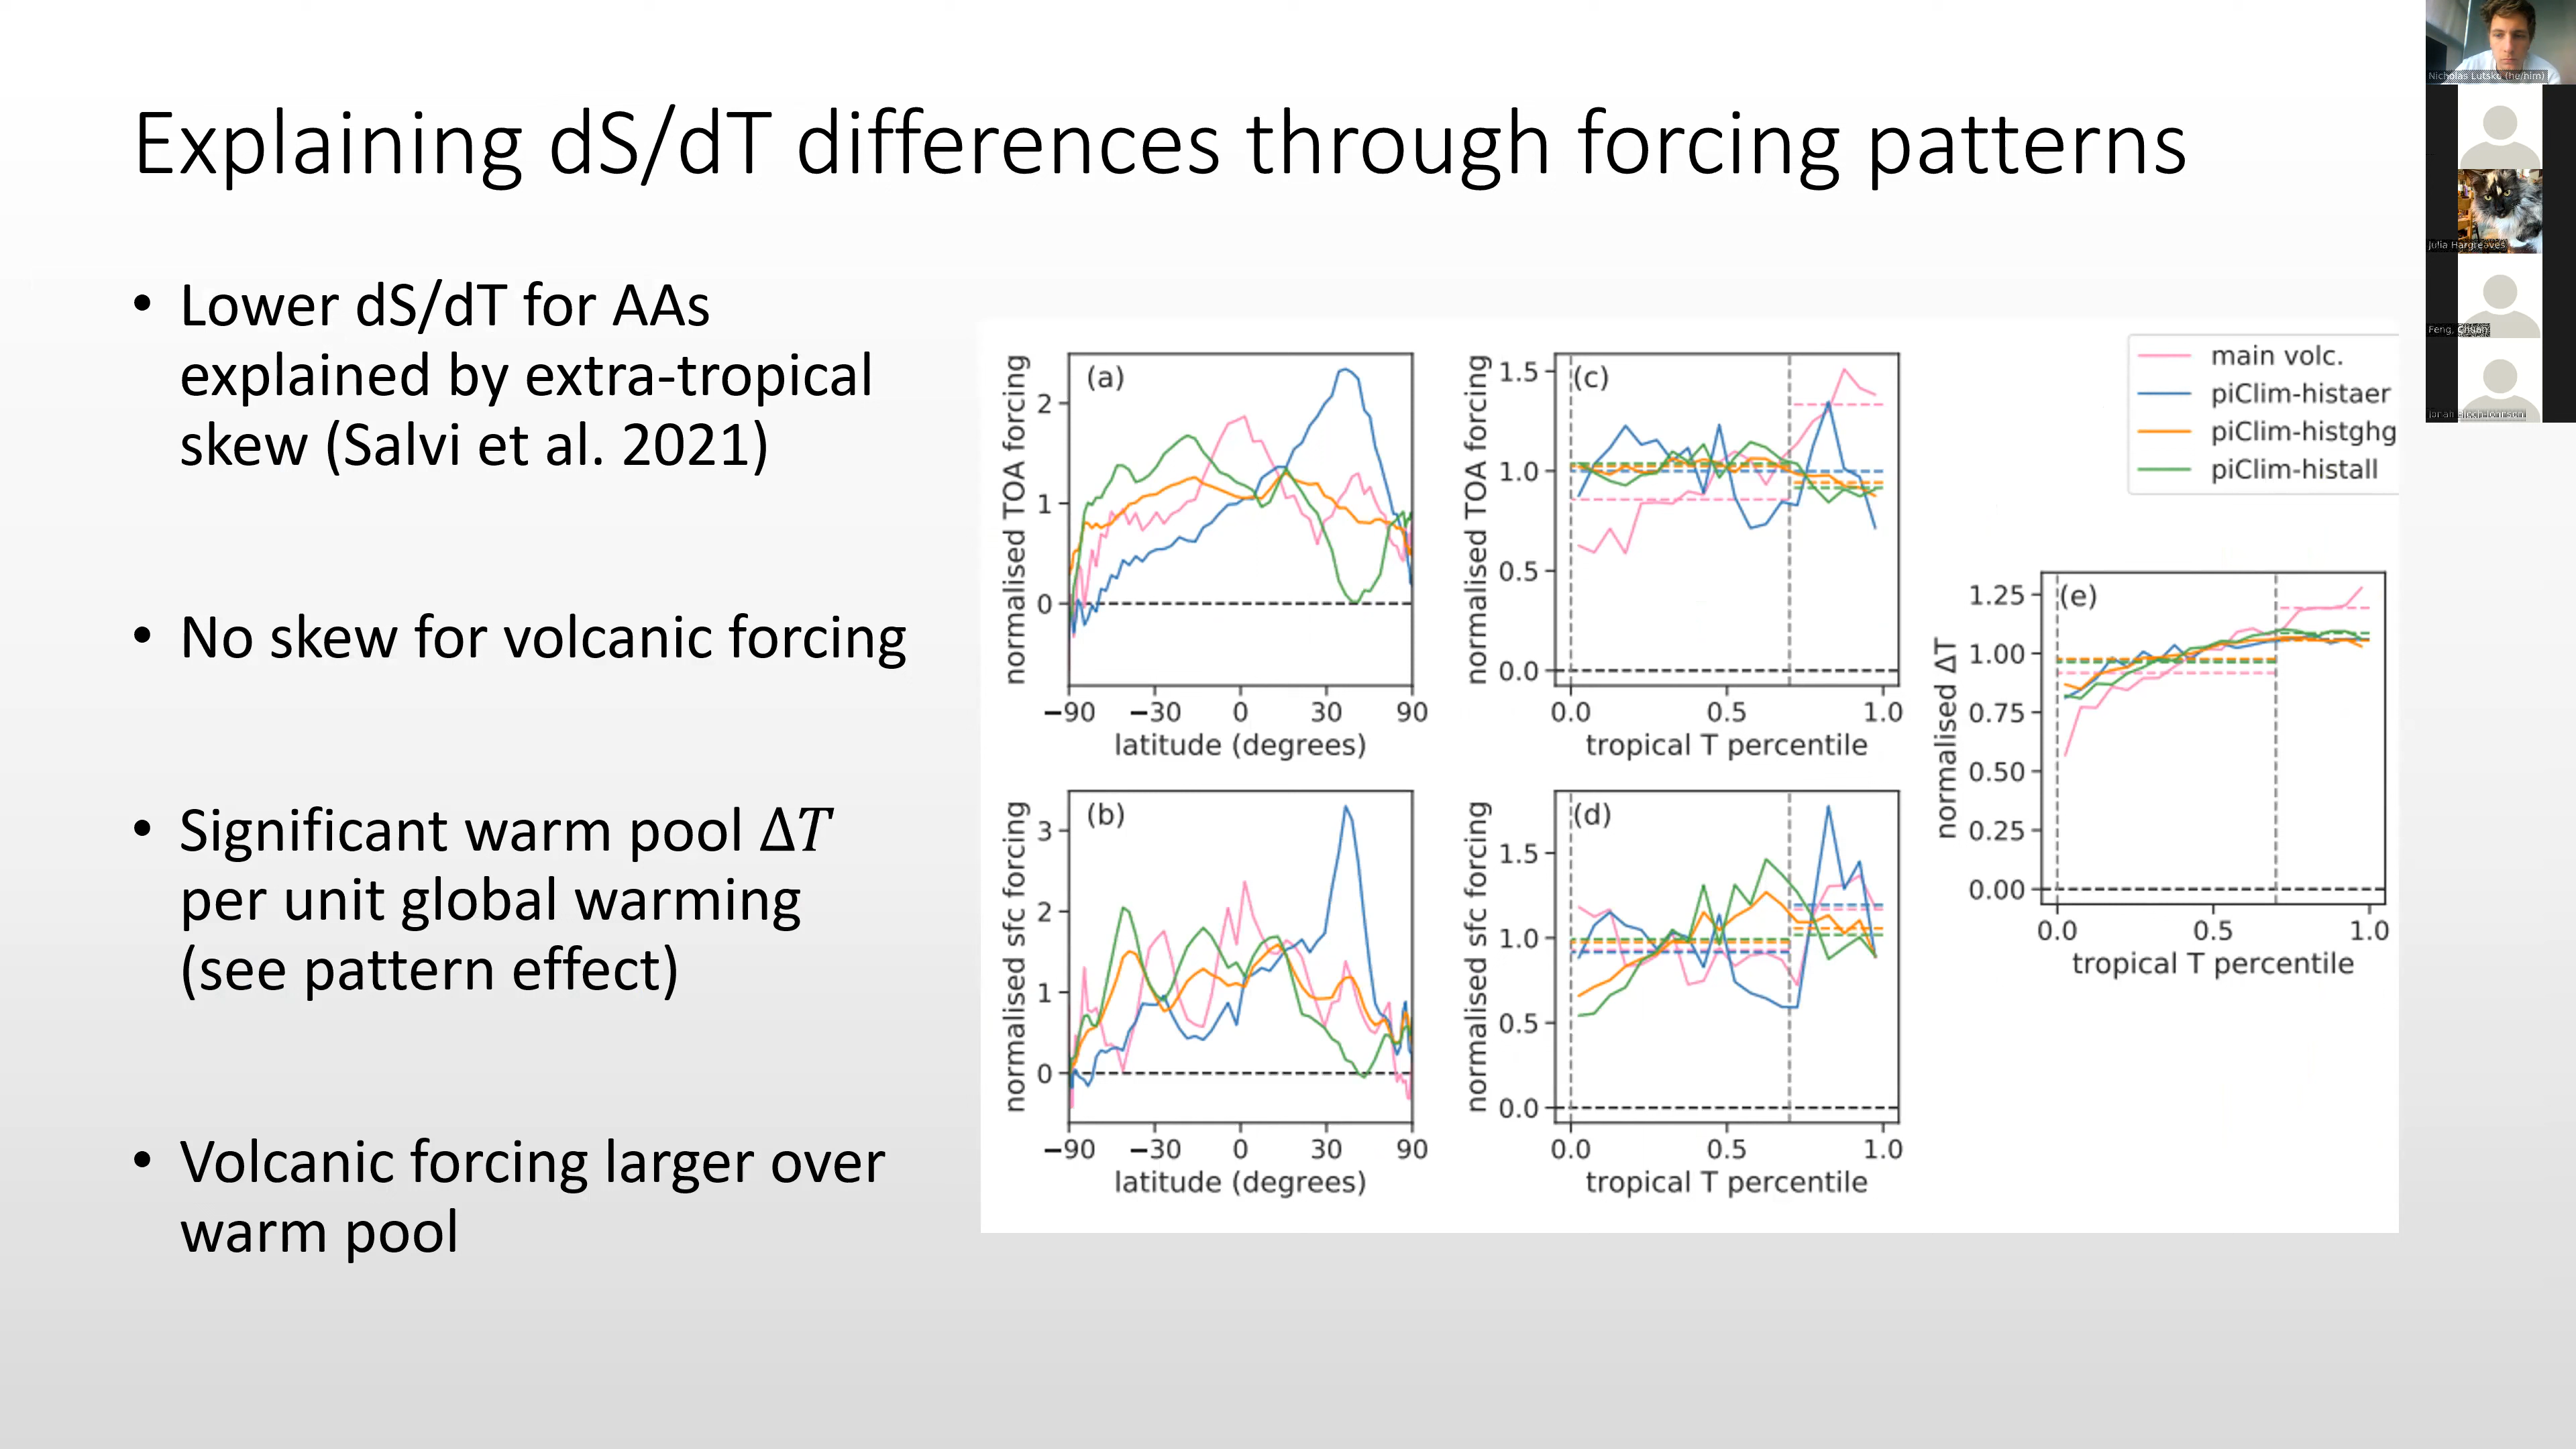 Explaining dS/dT differences through forcing patterns
• Lower dS/dT for AAs
explained by extra-tropical
skew (Salvi et al. 2021)
• No skew for volcanic forcing
• Significant warm pool ΔT
per unit global warming
(see pattern effect)
• Volcanic forcing larger over
warm pool
(a)
normalised TOA forcing
2
1
0
−90 −30 0 30 90
latitude (degrees)
(c)
normalised TOA forcing
1.5
1.0
0.5
0.0
0.0 0.5 1.0
tropical T percentile
main volc.
piClim-histaer
piClim-histghg
piClim-histall
(b)
normalised sfc forcing
3
2
1
0
−90 −30 0 30 90
latitude (degrees)
(d)
normalised sfc forcing
1.5
1.0
0.5
0.0
0.0 0.5 1.0
tropical T percentile
(e)
normalised ΔT
1.25
1.00
0.75
0.50
0.25
0.00
0.0 0.5 1.0
tropical T percentile
Nicholas Lutsko (he/him)
Julia Hargreaves
Feng,